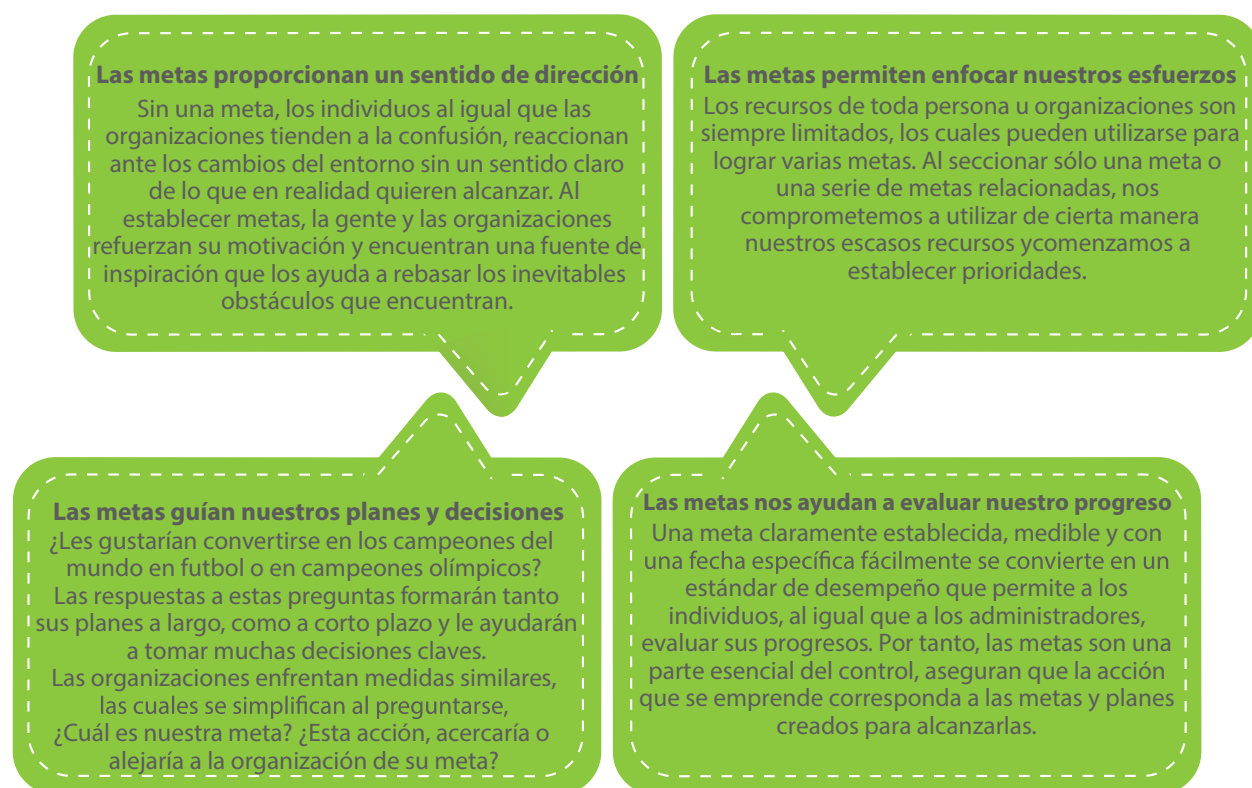 Las metas proporcionan un sentido de dirección
Sin una meta, los individuos al igual que las
organizaciones tienden a la confusión, reaccionan
ante los cambios del entorno sin un sentido claro
de lo que en realidad quieren alcanzar. Al
establecer metas, la gente y las organizaciones
refuerzan su motivación y encuentran una fuente de
inspiración que los ayuda a rebasar los inevitables
obstáculos que encuentran.
Las metas permiten enfocar nuestros esfuerzos
Los recursos de toda persona u organizaciones son
siempre limitados, los cuales pueden utilizarse para
lograr varias metas. Al seccionar sólo una meta o
una serie de metas relacionadas, nos
comprometemos a utilizar de cierta manera
nuestros escasos recursos ycomenzamos a
establecer prioridades.
Las metas guían nuestros planes y decisiones
¿Les gustarían convertirse en los campeones del
mundo en futbol o en campeones olímpicos?
Las respuestas a estas preguntas formarán tanto
sus planes a largo, como a corto plazo y le ayudarán
a tomar muchas decisiones claves.
Las organizaciones enfrentan medidas similares,
las cuales se simplifican al preguntarse,
¿Cuál es nuestra meta? ¿Esta acción, acercaría o
alejaría a la organización de su meta?
Las metas nos ayudan a evaluar nuestro progreso
Una meta claramente establecida, medible y con
una fecha específica fácilmente se convierte en un
estándar de desempeño que permite a los
individuos, al igual que a los administradores,
evaluar sus progresos. Por tanto, las metas son una
parte esencial del control, aseguran que la acción
que se emprende corresponda a las metas y planes
creados para alcanzarlas.